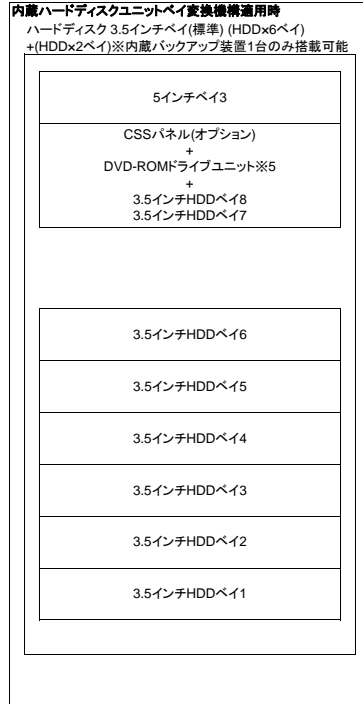 内蔵ハードディスクユニットベイ変換機構適用時
ハードディスク 3.5インチベイ(標準) (HDD×6ベイ)
+(HDD×2ベイ)※内蔵バックアップ装置1台のみ搭載可能
5インチベイ3
CSSパネル(オプション)
+
DVD-ROMドライブユニット※5
+
3.5インチHDDベイ8
3.5インチHDDベイ7
3.5インチHDDベイ6
3.5インチHDDベイ5
3.5インチHDDベイ4
3.5インチHDDベイ3
3.5インチHDDベイ2
3.5インチHDDベイ1